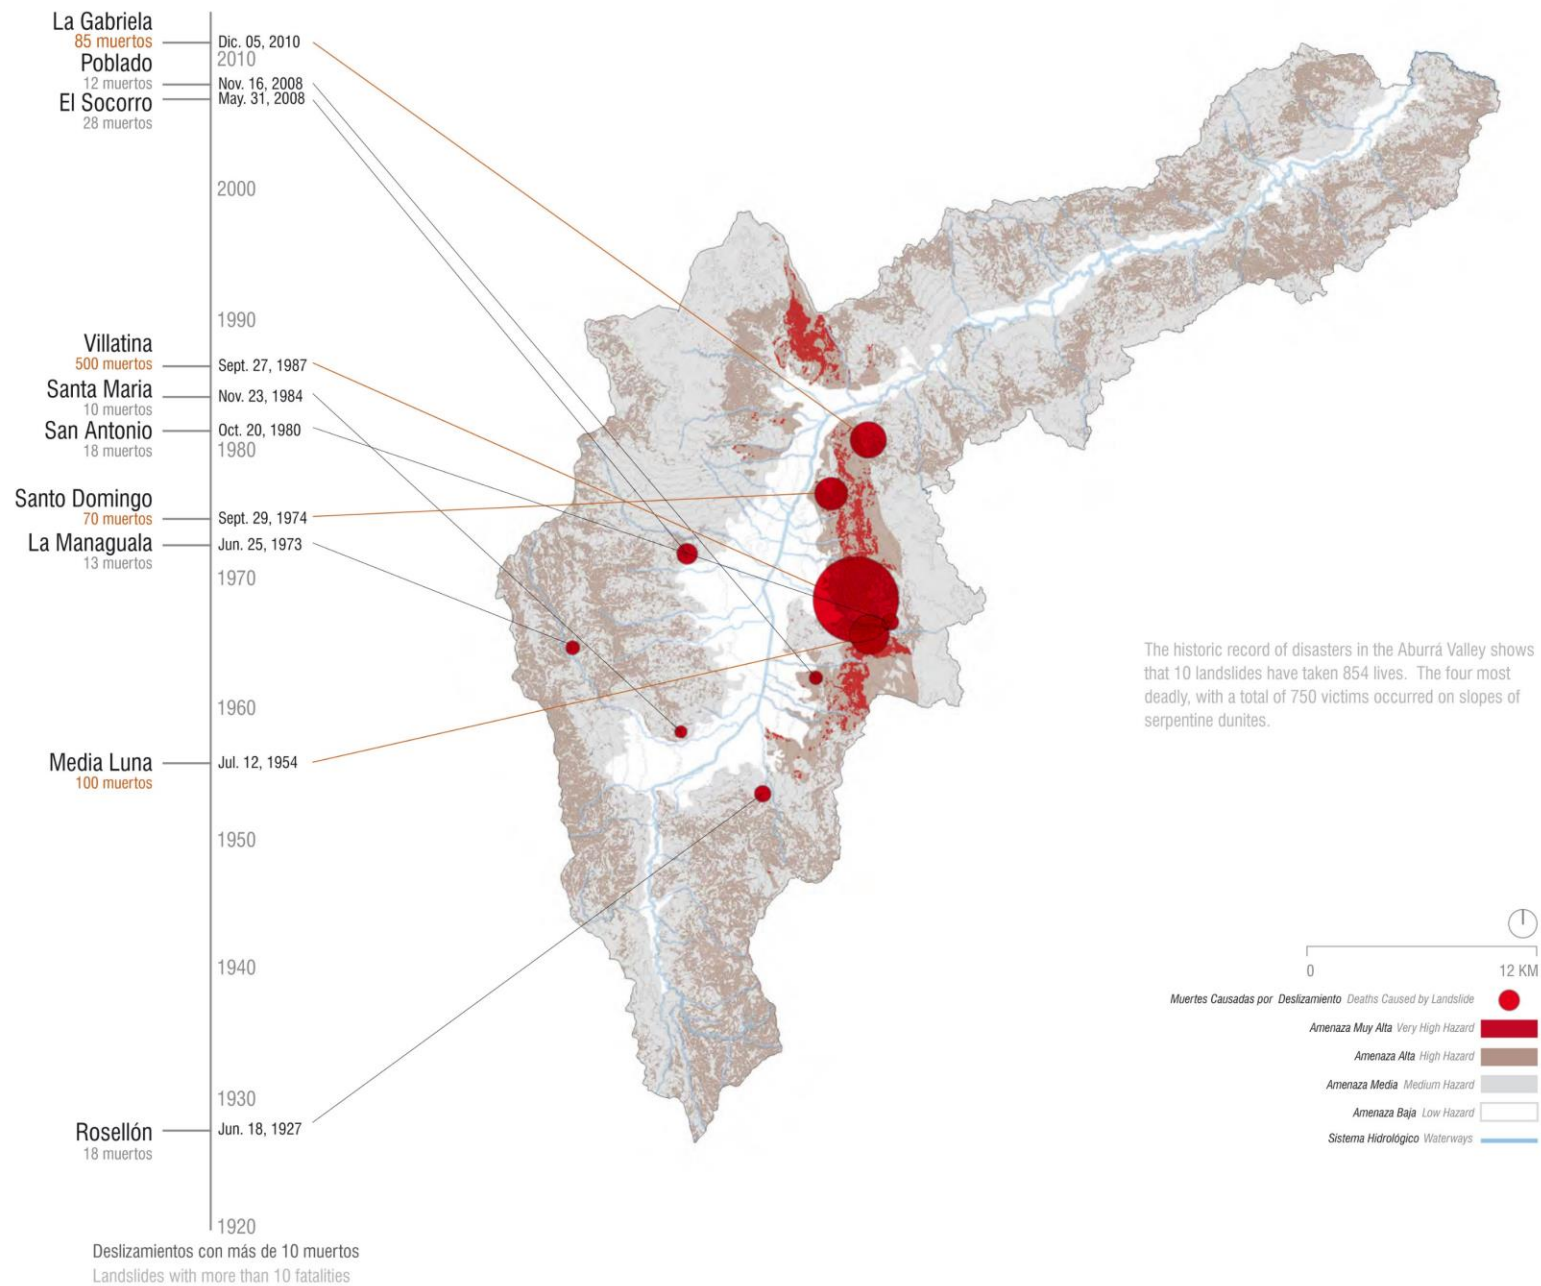 La Gabriela
85 muertos
Dic. 05, 2010
2010
Poblado
12 muertos
Nov. 16, 2008
El Socorro
28 muertos
May. 31, 2008
2000
1990
Villatina
500 muertos
Sept. 27, 1987
Santa Maria
10 muertos
Nov. 23, 1984
San Antonio
18 muertos
Oct. 20, 1980
1980
Santo Domingo
70 muertos
Sept. 29, 1974
La Managuala
13 muertos
Jun. 25, 1973
1970
1960
Media Luna
100 muertos
Jul. 12, 1954
1950
1940
1930
Rosellón
18 muertos
Jun. 18, 1927
1920
Deslizamientos con más de 10 muertos
Landslides with more than 10 fatalities
The historic record of disasters in the Aburrá Valley shows
that 10 landslides have taken 854 lives. The four most
deadly, with a total of 750 victims occurred on slopes of
serpentine dunites.
0 12 KM
Muertes Causadas por Deslizamiento Deaths Caused by Landslide
Amenaza Muy Alta Very High Hazard
Amenaza Alta High Hazard
Amenaza Media Medium Hazard
Amenaza Baja Low Hazard
Sistema Hidrológico Waterways